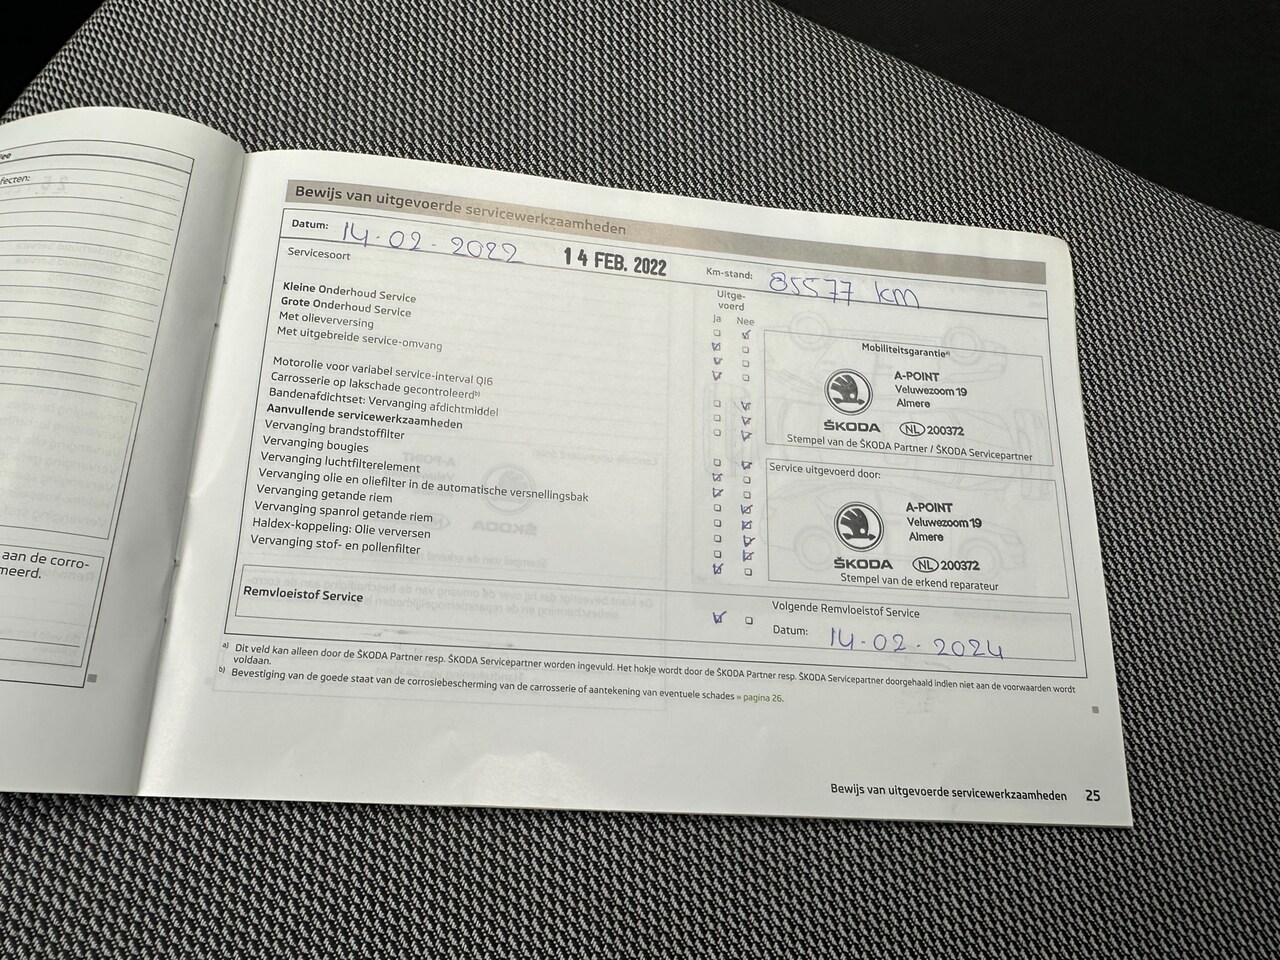 fecten:
aan de corro-
meerd.
Bewijs van uitgevoerde servicewerkzaamheden
Datum: 14-02-2022 14 FEB. 2022 Km-stand: 85577 km
Servicesoort
Uitge-
voerd
Ja Nee
Kleine Onderhoud Service
Grote Onderhoud Service
Met olieverversing
Met uitgebreide service-omvang
Motorolie voor variabel service-interval QI6
Carrosserie op lakschade gecontroleerd b)
Bandenafdichtset: Vervanging afdichtmiddel
Aanvullende servicewerkzaamheden
Vervanging brandstoffilter
Vervanging bougies
Vervanging luchtfilterelement
Vervanging olie en oliefilter in de automatische versnellingsbak
Vervanging getande riem
Vervanging spanrol getande riem
Haldex-koppeling: Olie verversen
Vervanging stof- en pollenfilter
Mobiliteitsgarantie a)
A-POINT
Veluwezoom 19
Almere
ŠKODA NL 200372
Stempel van de ŠKODA Partner / ŠKODA Servicepartner
Service uitgevoerd door:
A-POINT
Veluwezoom 19
Almere
ŠKODA NL 200372
Stempel van de erkend reparateur
Remvloeistof Service
Volgende Remvloeistof Service
Datum: 14-02-2024
a) Dit veld kan alleen door de ŠKODA Partner resp. ŠKODA Servicepartner worden ingevuld. Het hokje wordt door de ŠKODA Partner resp. ŠKODA Servicepartner doorgehaald indien niet aan de voorwaarden wordt
voldaan.
b) Bevestiging van de goede staat van de corrosiebescherming van de carrosserie of aantekening van eventuele schades » pagina 26.
Bewijs van uitgevoerde servicewerkzaamheden 25